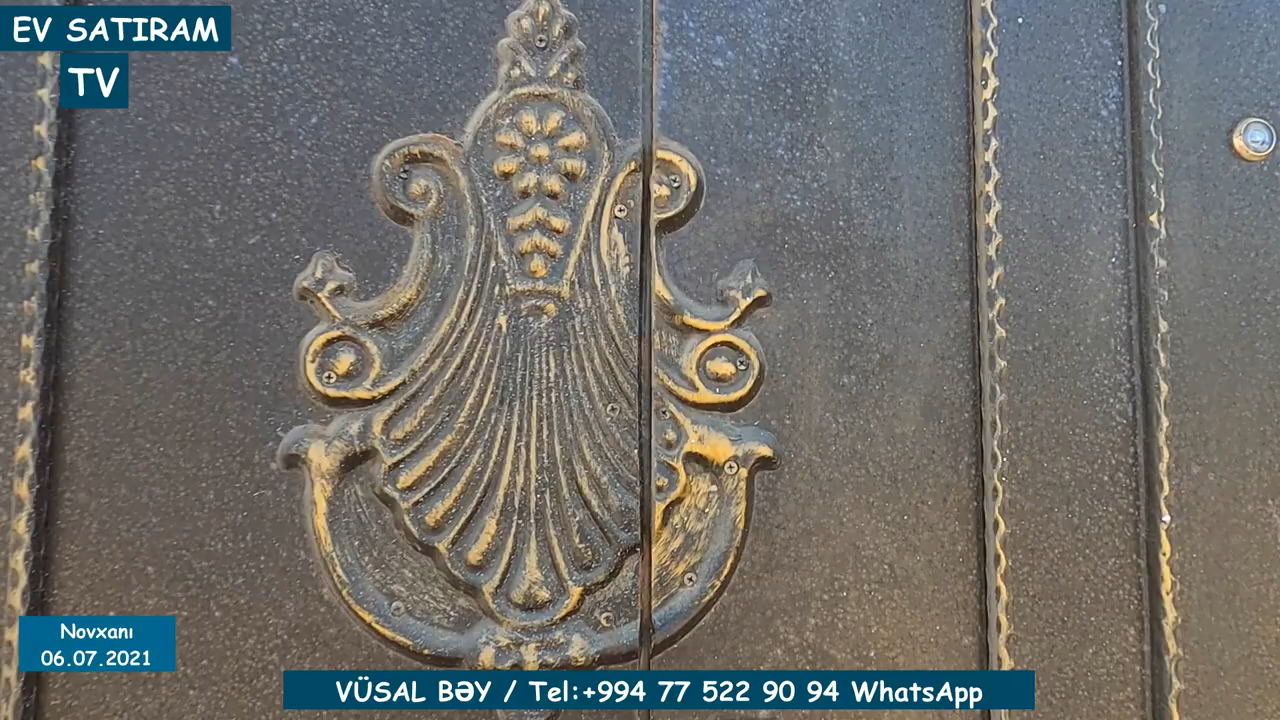 EV SATIRAM
TV
Novxanı
06.07.2021
VÜSAL BƏY / Tel:+994 77 522 90 94 WhatsApp